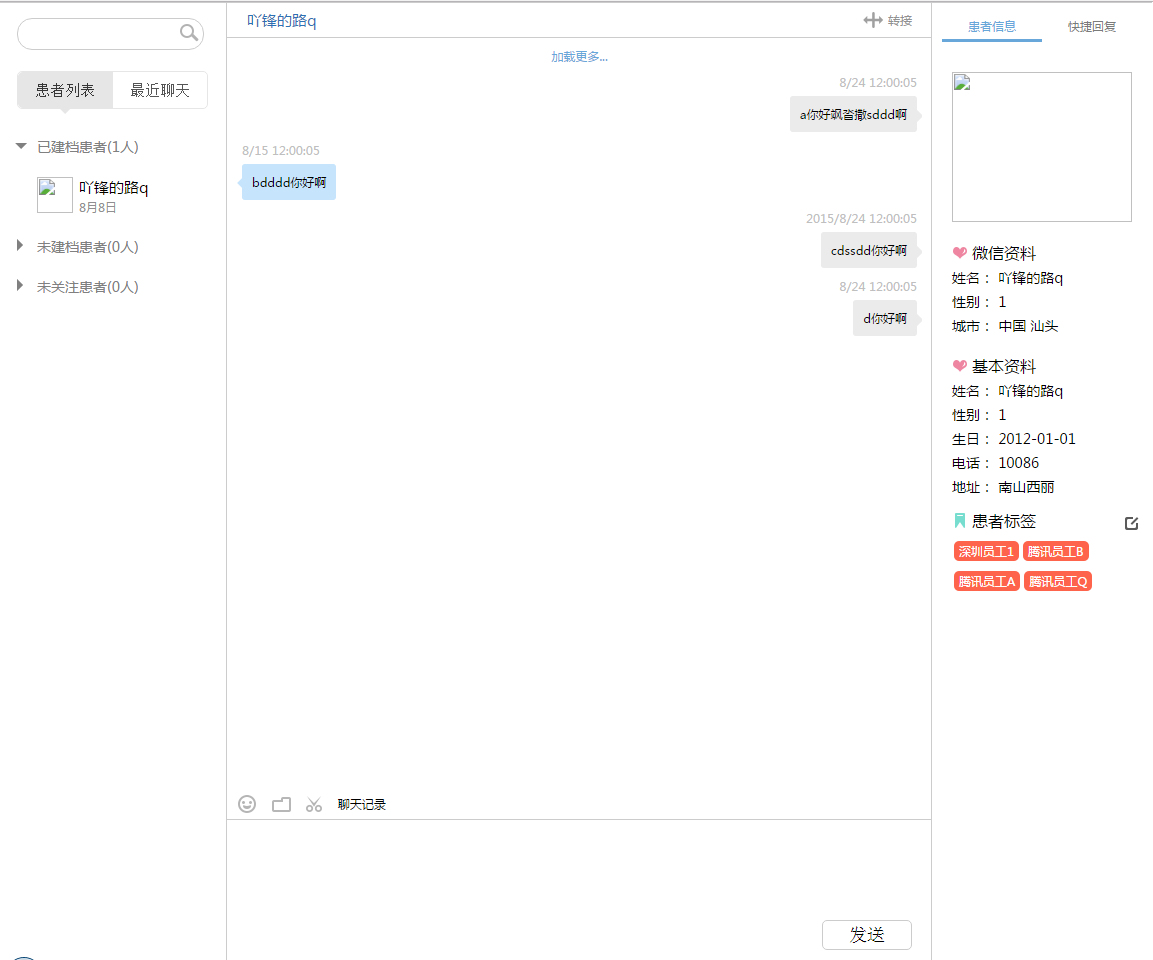 患者列表
最近聊天
已建档患者(1人)
吖锋的路q
8月8日
未建档患者(0人)
未关注患者(0人)
吖锋的路q
转接
加载更多...
8/24 12:00:05
a你好飒沓撒sddd啊
8/15 12:00:05
bdddd你好啊
2015/8/24 12:00:05
cdssdd你好啊
8/24 12:00:05
d你好啊
聊天记录
发送
患者信息
快捷回复
微信资料
姓名： 吖锋的路q
性别： 1
城市： 中国 汕头
基本资料
姓名： 吖锋的路q
性别： 1
生日： 2012-01-01
电话： 10086
地址： 南山西丽
患者标签
深圳员工1 腾讯员工B
腾讯员工A 腾讯员工Q